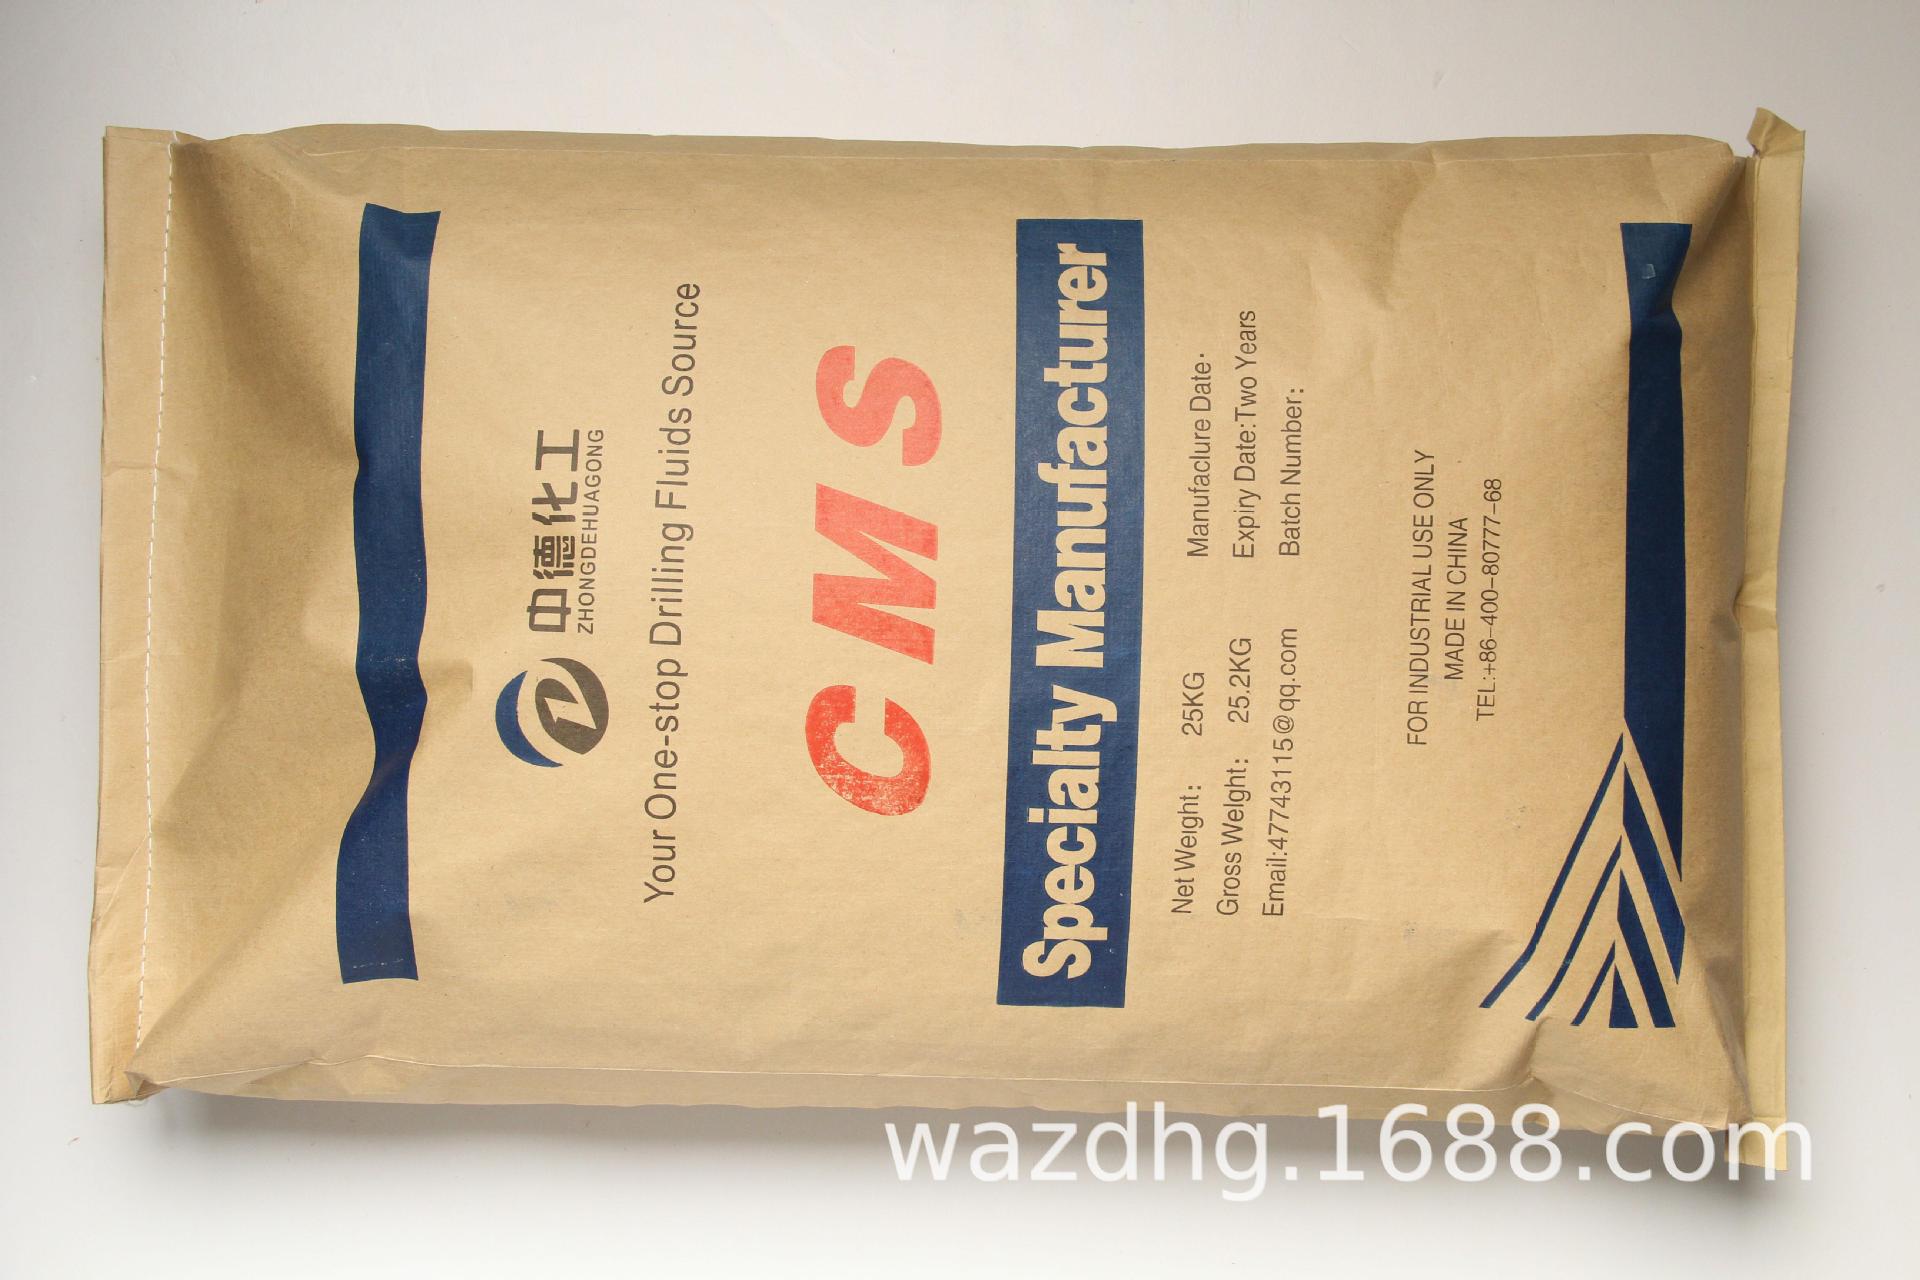 中德化工
ZHONGDEHUAGONG
Your One-stop Drilling Fluids Source
CMS
Specialty Manufacturer
Net Weight: 25KG
Gross Welght: 25.2KG
Email:477431115@qq.com
Manufaclure Date·
Expiry Date:Two Years
Batch Number:
FOR INDUSTRIAL USE ONLY
MADE IN CHINA
TEL:+86-400-80777-68
wazdhg.1688.com